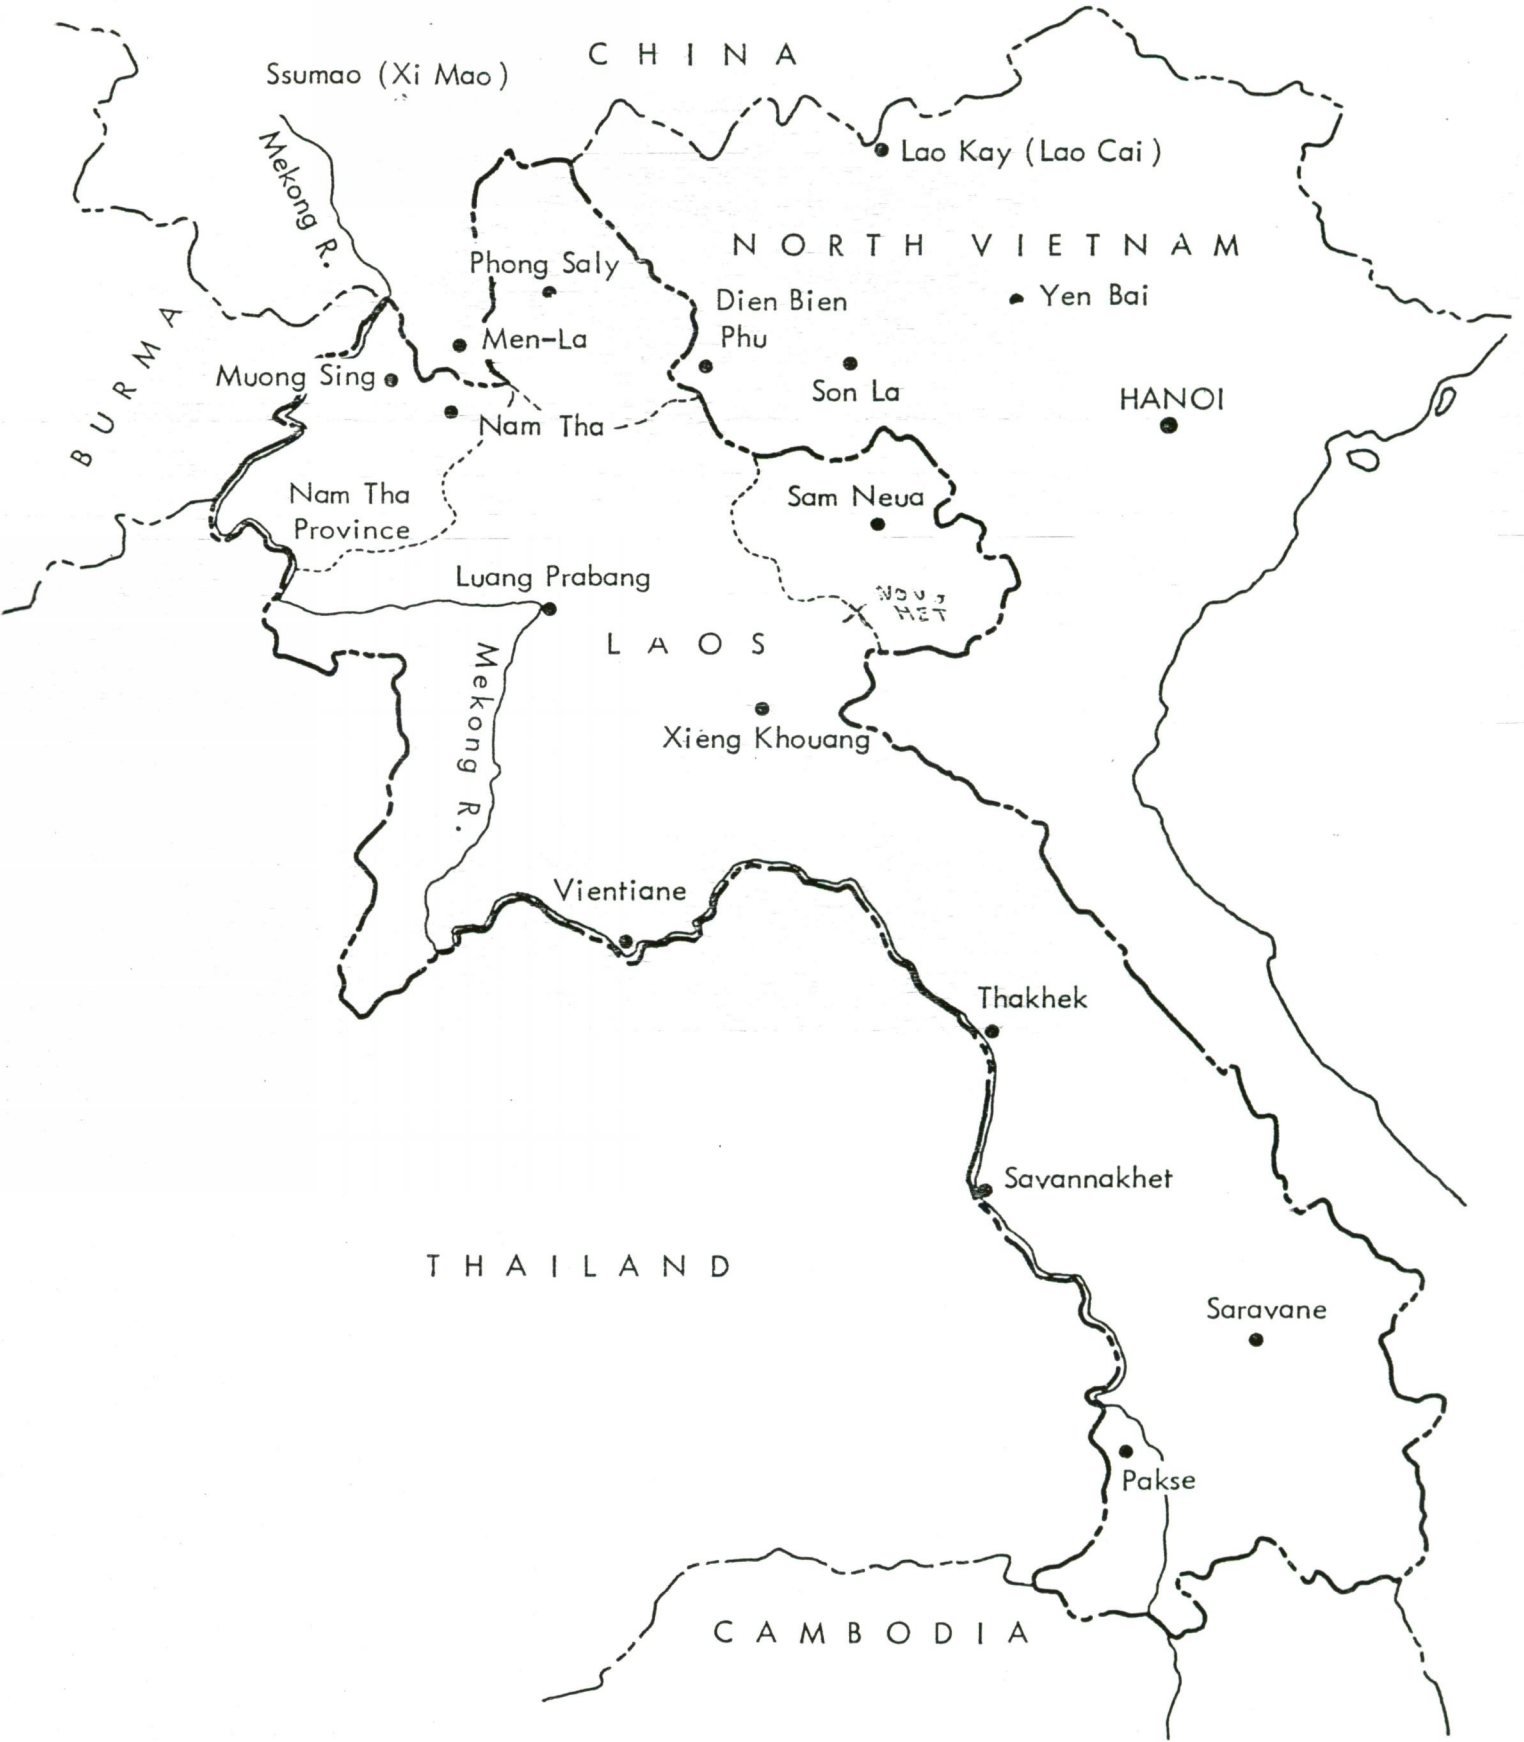 CHINA
Ssumao (Xi Mao)
Mekong R.
Lao Kay (Lao Cai)
NORTH VIETNAM
Phong Saly
Dien Bien
Phu
Yen Bai
BURMA
Men-La
Muong Sing
Son La
HANOI
Nam Tha
Nam Tha
Province
Sam Neua
Luang Prabang
HET
LAOS
Mekong R.
Xieng Khouang
Vientiane
Thakhek
Savannakhet
THAILAND
Saravane
Pakse
CAMBODIA